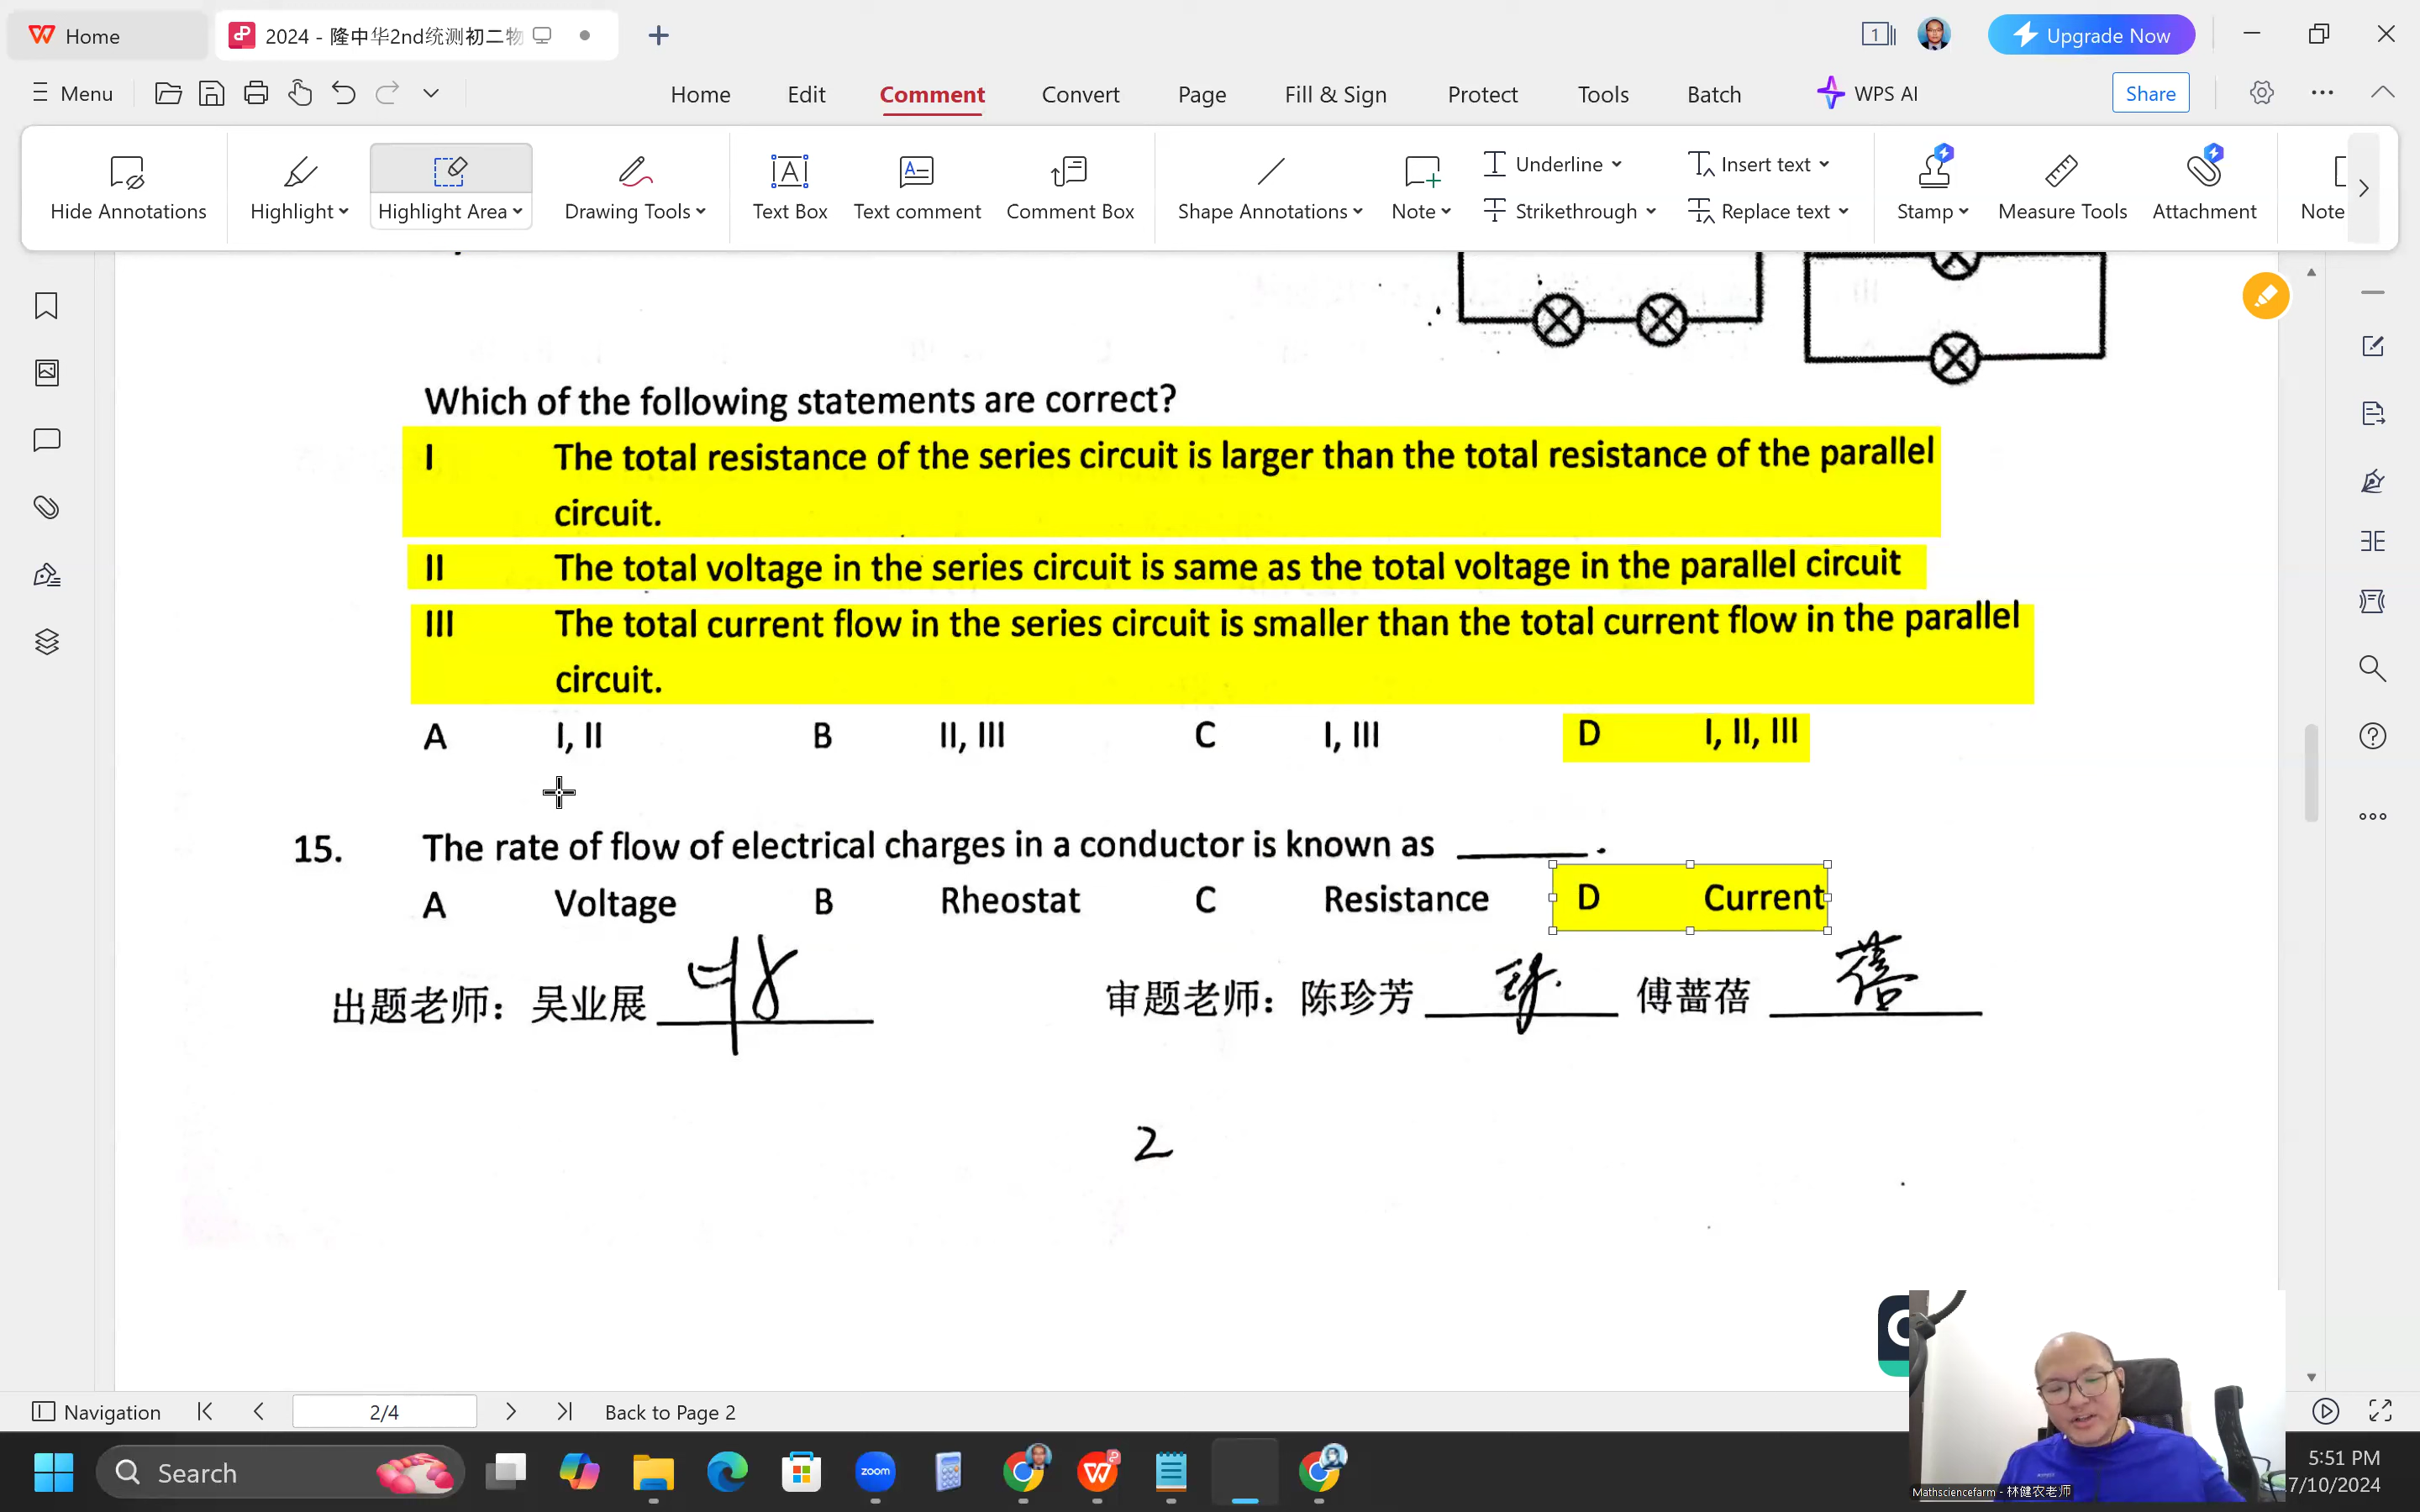 Home
2024 - 隆中华2nd统测初二物
1
Upgrade Now
Menu
Home Edit Comment Convert Page Fill & Sign Protect Tools Batch WPS AI
Share
Hide Annotations Highlight Highlight Area Drawing Tools Text Box Text comment Comment Box Shape Annotations Note Underline Strikethrough Insert text Replace text Stamp Measure Tools Attachment Note
Which of the following statements are correct?
I The total resistance of the series circuit is larger than the total resistance of the parallel
circuit.
II The total voltage in the series circuit is same as the total voltage in the parallel circuit
III The total current flow in the series circuit is smaller than the total current flow in the parallel
circuit.
A I, II B II, III C I, III D I, II, III
15. The rate of flow of electrical charges in a conductor is known as ______ .
A Voltage B Rheostat C Resistance D Current
出题老师：吴业展 审题老师：陈珍芳 傅蔷蓓 蓓
2
Navigation 2/4 Back to Page 2
Mathsciencefarm - 林健农老师
Search
zoom
5:51 PM
7/10/2024